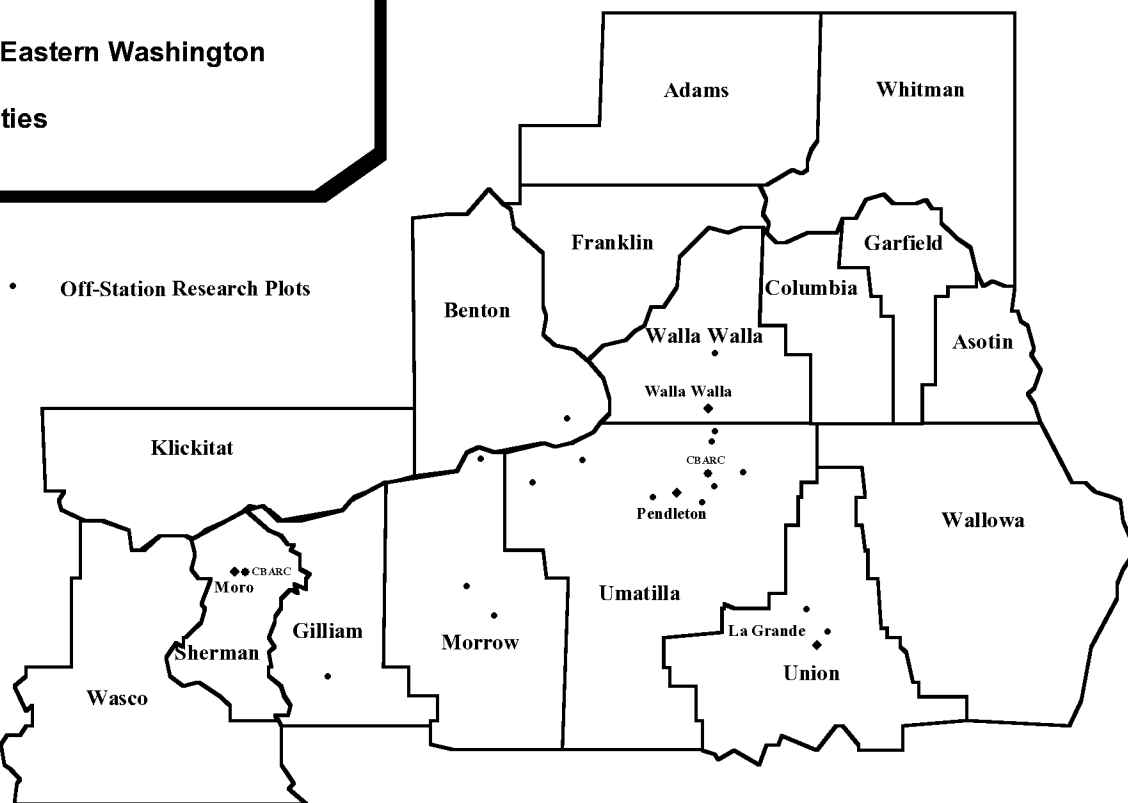 Eastern Washington
ties
Adams
Whitman
Franklin
Garfield
Off-Station Research Plots
Columbia
Benton
Walla Walla
Asotin
Walla Walla
Klickitat
CBARC
Pendleton
Wallowa
CBARC
Moro
Umatilla
Gilliam
La Grande
Morrow
Sherman
Union
Wasco